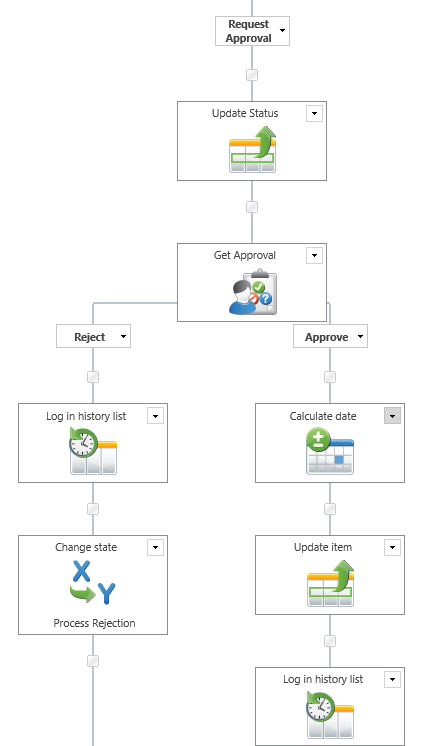 Request
Approval
Update Status
Get Approval
Reject
Approve
Log in history list
Calculate date
Change state
X
Y
Process Rejection
Update item
Log in history list